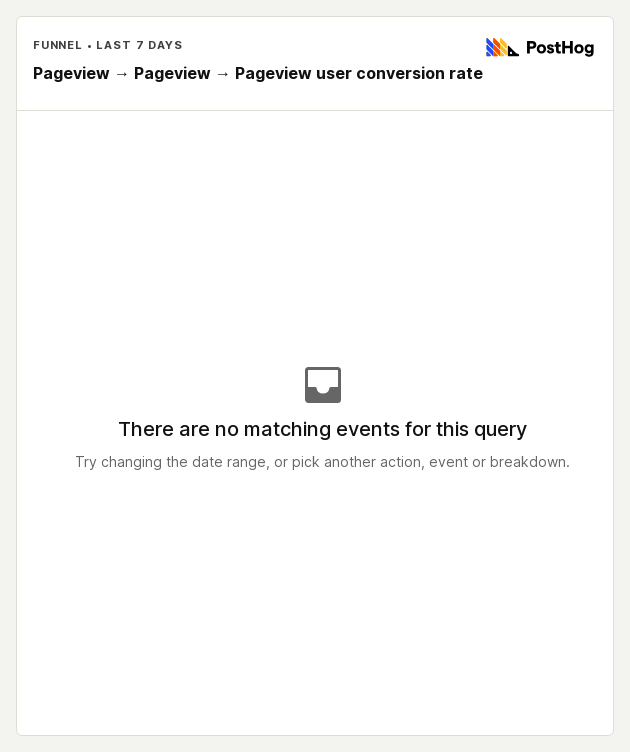 FUNNEL • LAST 7 DAYS
PostHog
Pageview → Pageview → Pageview user conversion rate
There are no matching events for this query
Try changing the date range, or pick another action, event or breakdown.